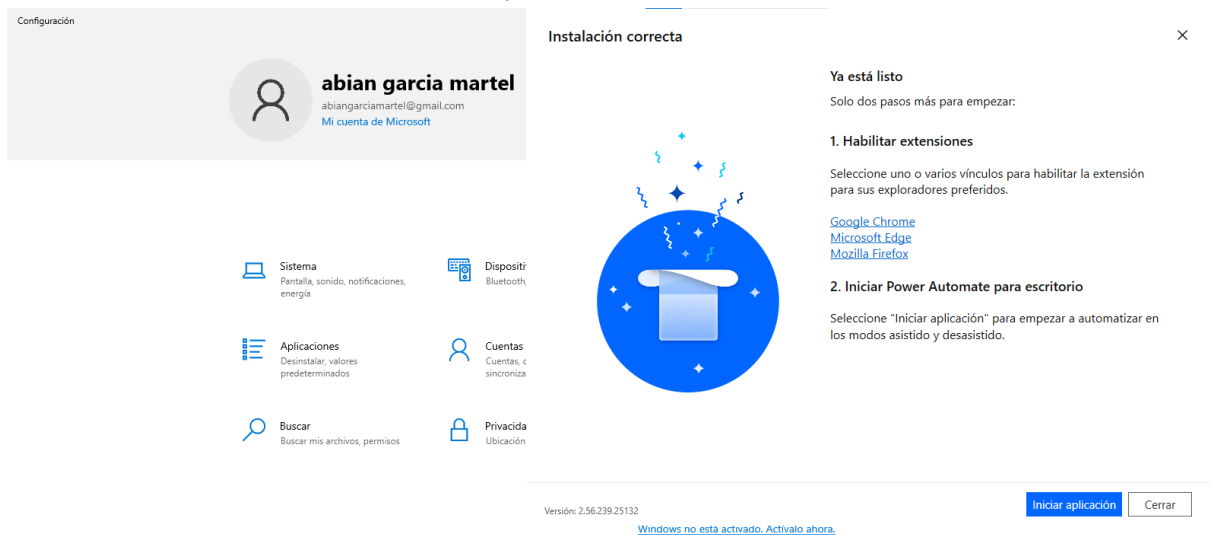 Configuración
abian garcia martel
abiangarciamartel@gmail.com
Mi cuenta de Microsoft
Sistema
Pantalla, sonido, notificaciones,
energía
Dispositi
Bluetooth,
Aplicaciones
Desinstalar, valores
predeterminados
Cuentas
Cuentas, c
sincroniza
Buscar
Buscar mis archivos, permisos
Privacida
Ubicación,
Instalación correcta
Ya está listo
Solo dos pasos más para empezar:
1. Habilitar extensiones
Seleccione uno o varios vínculos para habilitar la extensión
para sus exploradores preferidos.
Google Chrome
Microsoft Edge
Mozilla Firefox
2. Iniciar Power Automate para escritorio
Seleccione "Iniciar aplicación" para empezar a automatizar en
los modos asistido y desasistido.
Versión: 2.56.239.25132
Iniciar aplicación
Cerrar
Windows no está activado. Actívalo ahora.